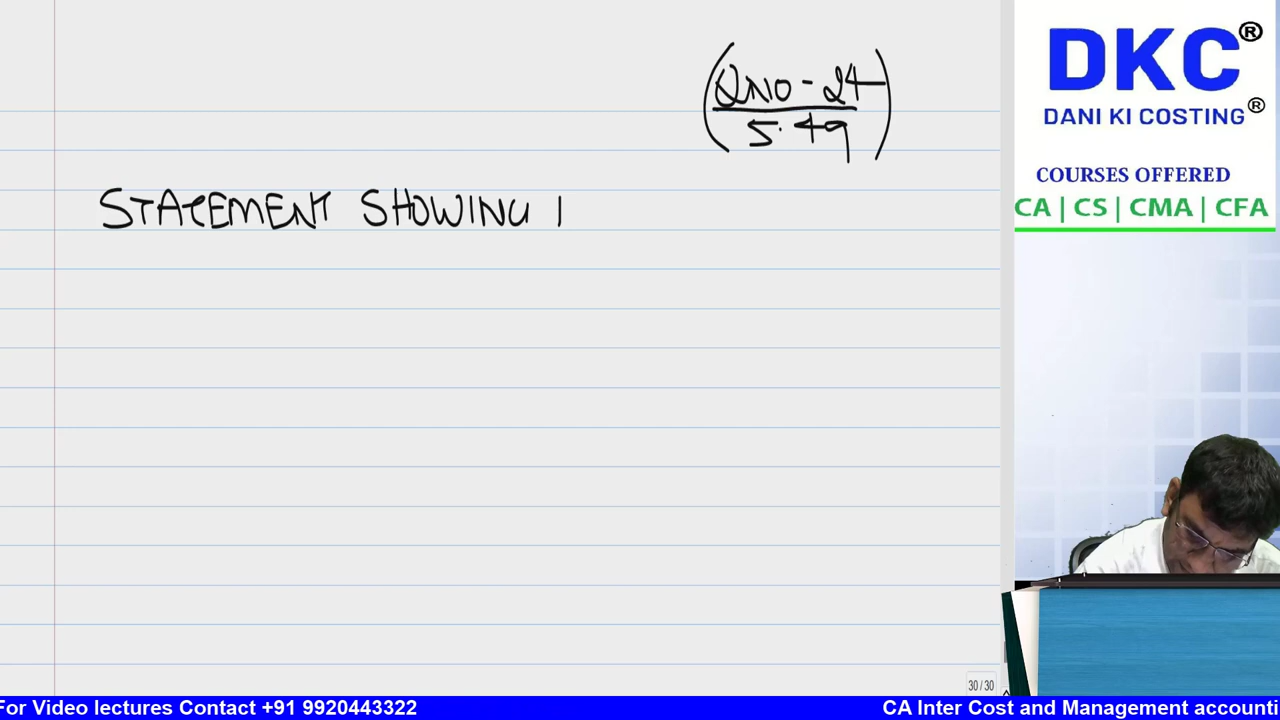 (QNO - 24)
5.49
STATEMENT SHOWING
DKC®
DANI KI COSTING®
COURSES OFFERED
CA | CS | CMA | CFA
30 / 30
For Video lectures Contact +91 9920443322
CA Inter Cost and Management accounti